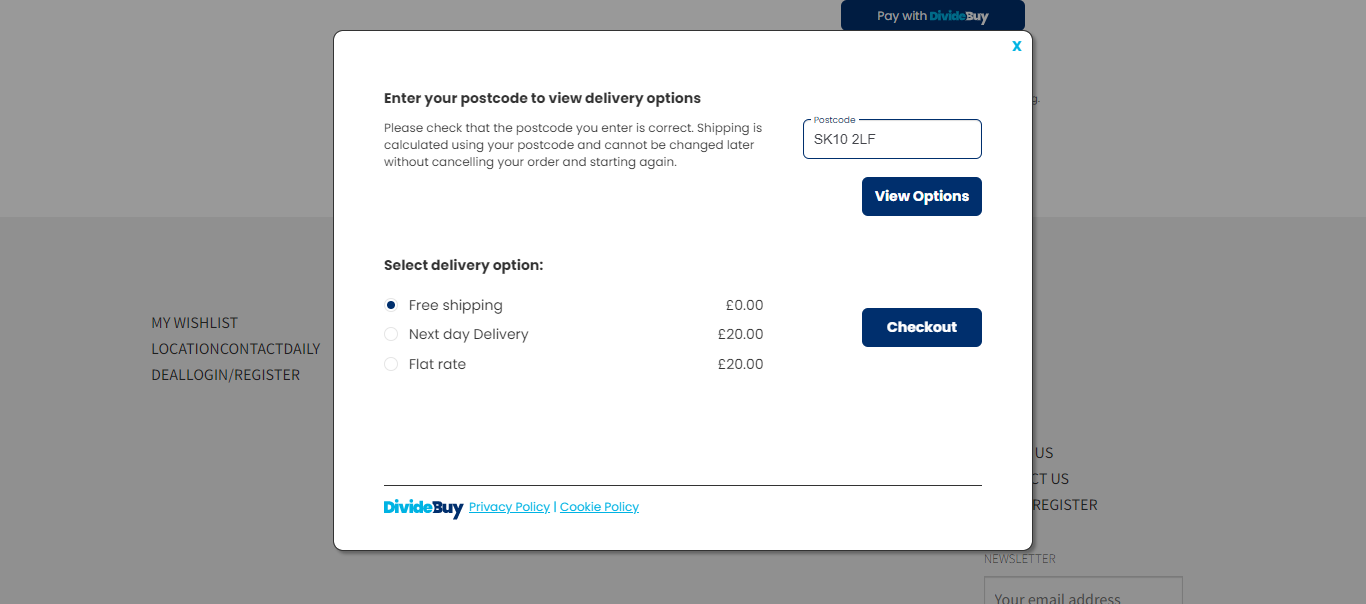 Pay with DivideBuy
X
Enter your postcode to view delivery options
Please check that the postcode you enter is correct. Shipping is
calculated using your postcode and cannot be changed later
without cancelling your order and starting again.
Postcode
SK10 2LF
View Options
Select delivery option:
Free shipping £0.00
Next day Delivery £20.00
Flat rate £20.00
Checkout
DivideBuy Privacy Policy | Cookie Policy
MY WISHLIST
LOCATIONCONTACTDAILY
DEALLOGIN/REGISTER
US
CT US
REGISTER
NEWSLETTER
Your email address